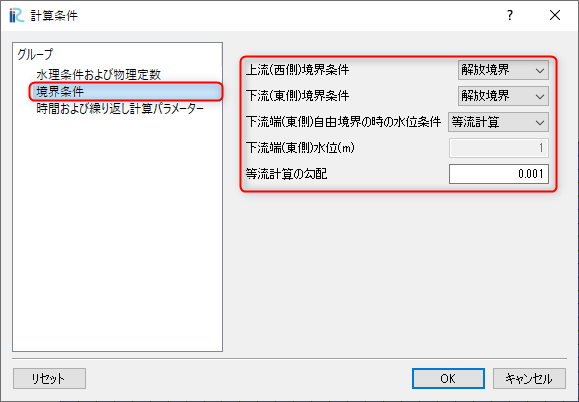 iRIC 計算条件
グループ
水理条件および物理定数
境界条件
時間および繰り返し計算パラメーター
上流(西側)境界条件 解放境界
下流(東側)境界条件 解放境界
下流端(東側)自由境界の時の水位条件 等流計算
下流端(東側)水位(m) 1
等流計算の勾配 0.001
リセット OK キャンセル